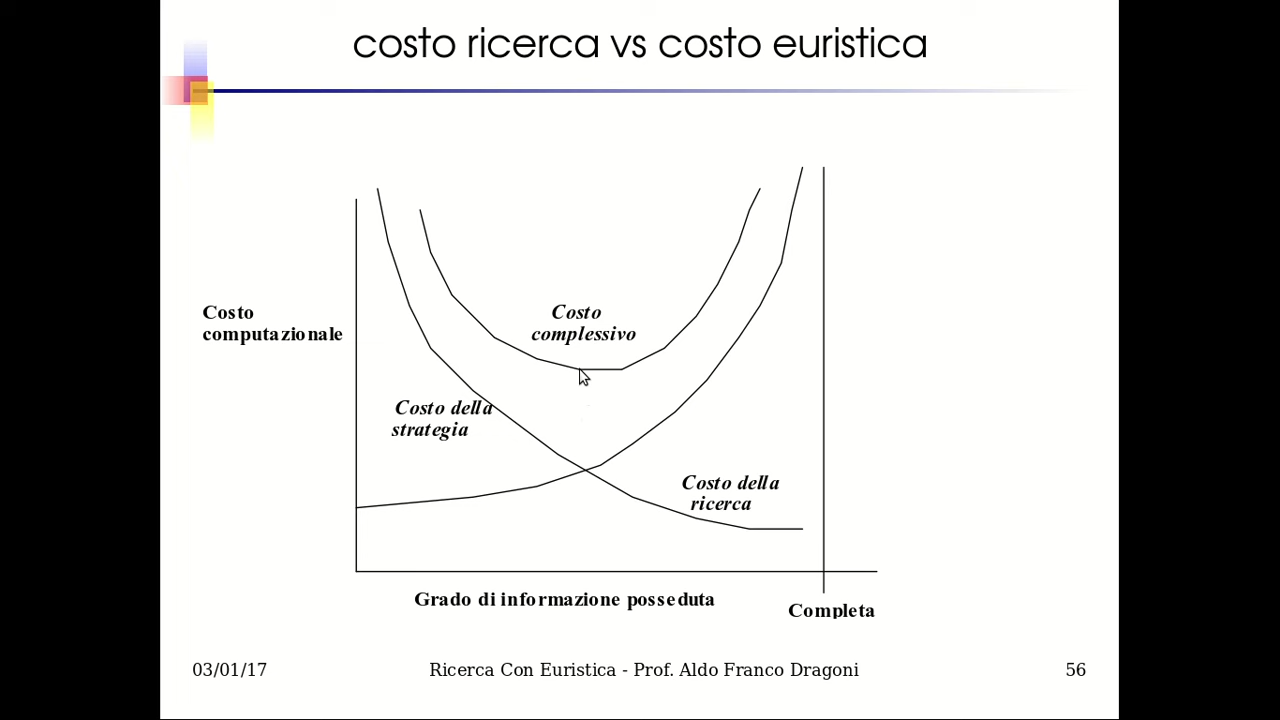 costo ricerca vs costo euristica
Costo
computazionale
Costo
complessivo
Costo della
strategia
Costo della
ricerca
Grado di informazione posseduta
Completa
03/01/17
Ricerca Con Euristica - Prof. Aldo Franco Dragoni
56